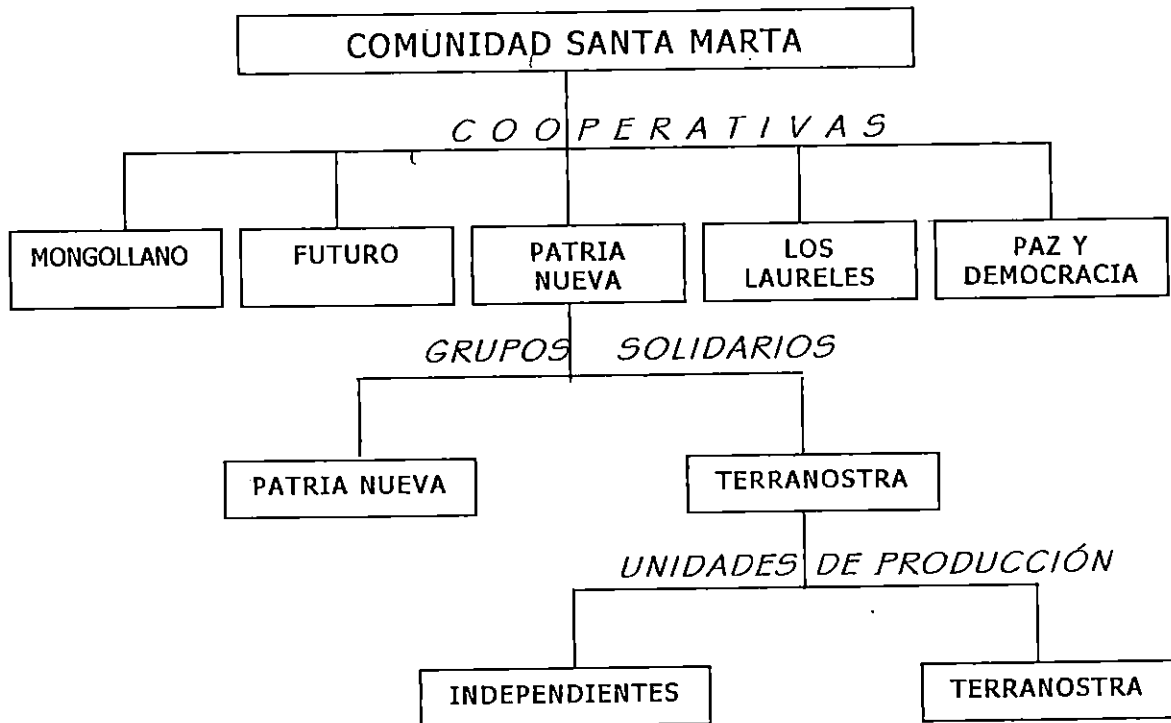 COMUNIDAD SANTA MARTA
COOPERATIVAS
MONGOLLANO
FUTURO
PATRIA
NUEVA
LOS
LAURELES
PAZ Y
DEMOCRACIA
GRUPOS SOLIDARIOS
PATRIA NUEVA
TERRANOSTRA
UNIDADES DE PRODUCCIÓN
INDEPENDIENTES
TERRANOSTRA